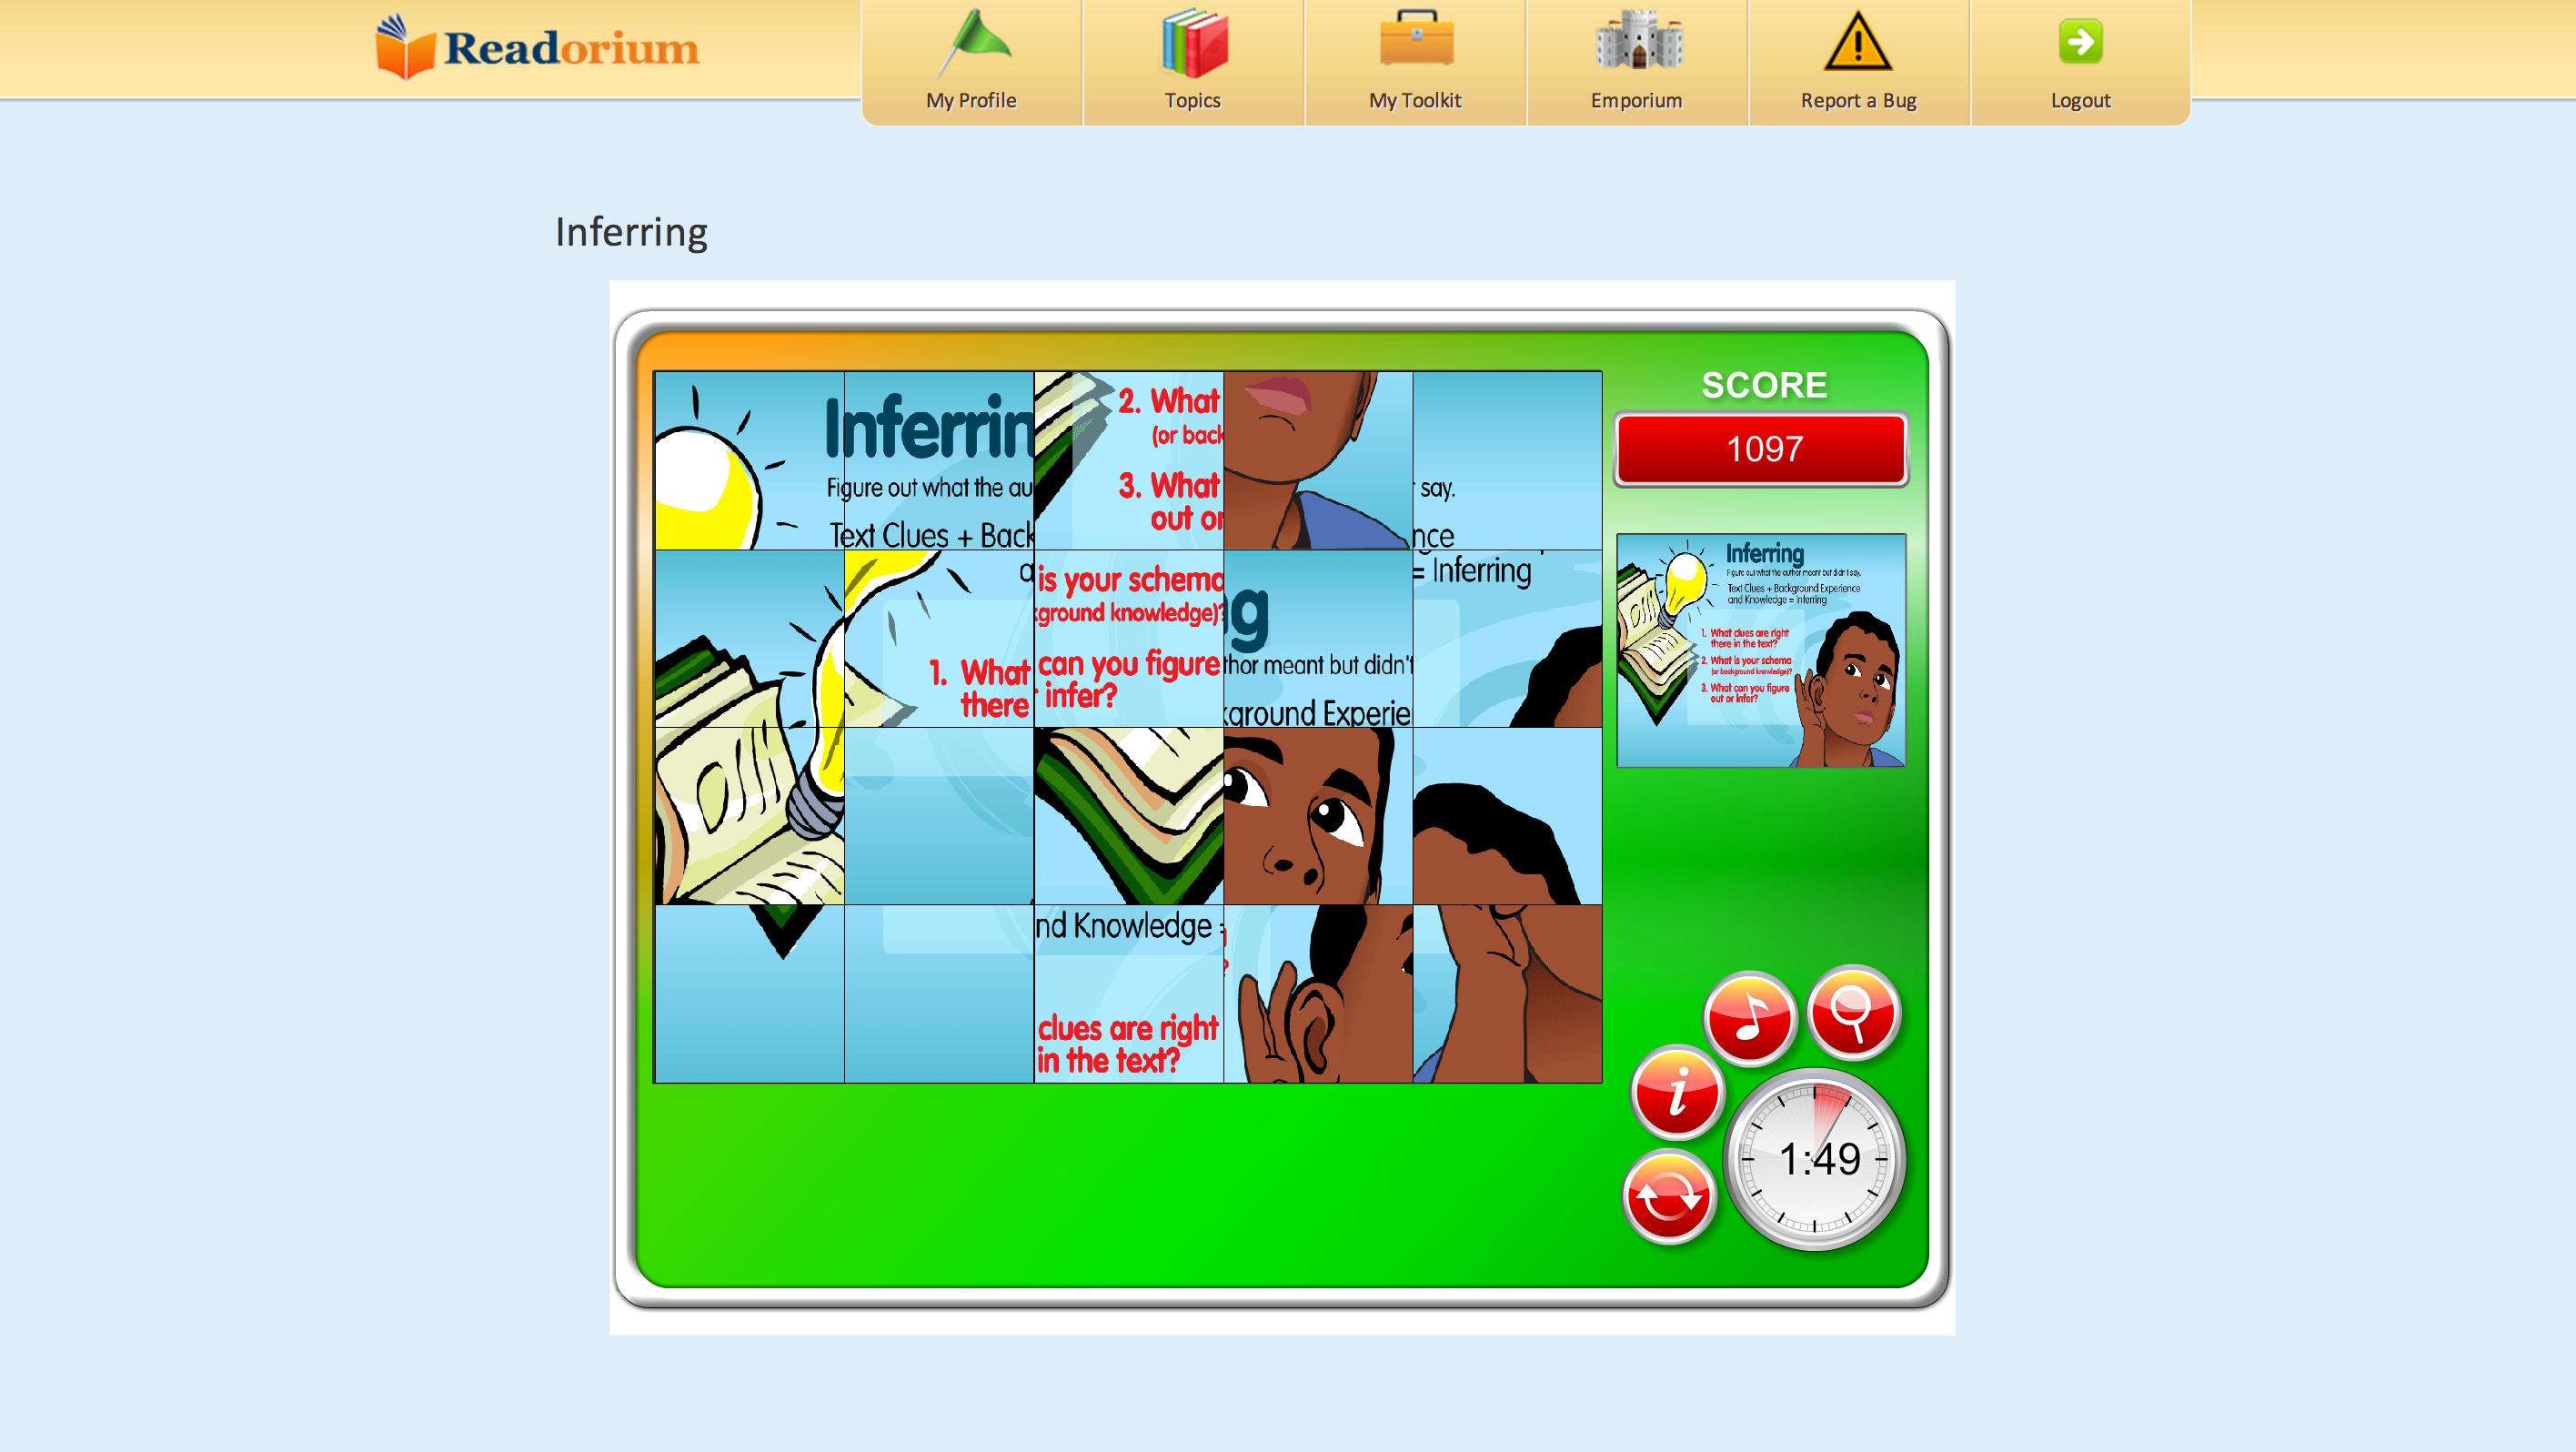 Readorium
My Profile
Topics
My Toolkit
Emporium
Report a Bug
Logout
Inferring
Inferrin
Figure out what the au
Text Clues + Back
2. What
(or back
3. What
out or
say.
nce
a
1. What
there
is your schema
ground knowledge)?
can you figure
infer?
g
thor meant but didn't
kground Experie
= Inferring
nd Knowledge =
clues are right
in the text?
SCORE
1097
Inferring
Figure out what the author meant but didn't say.
Text Clues + Background Experience
and Knowledge = Inferring
1. What clues are right
there in the text?
2. What is your schema
(or background knowledge)?
3. What can you figure
out or infer?
i
1:49